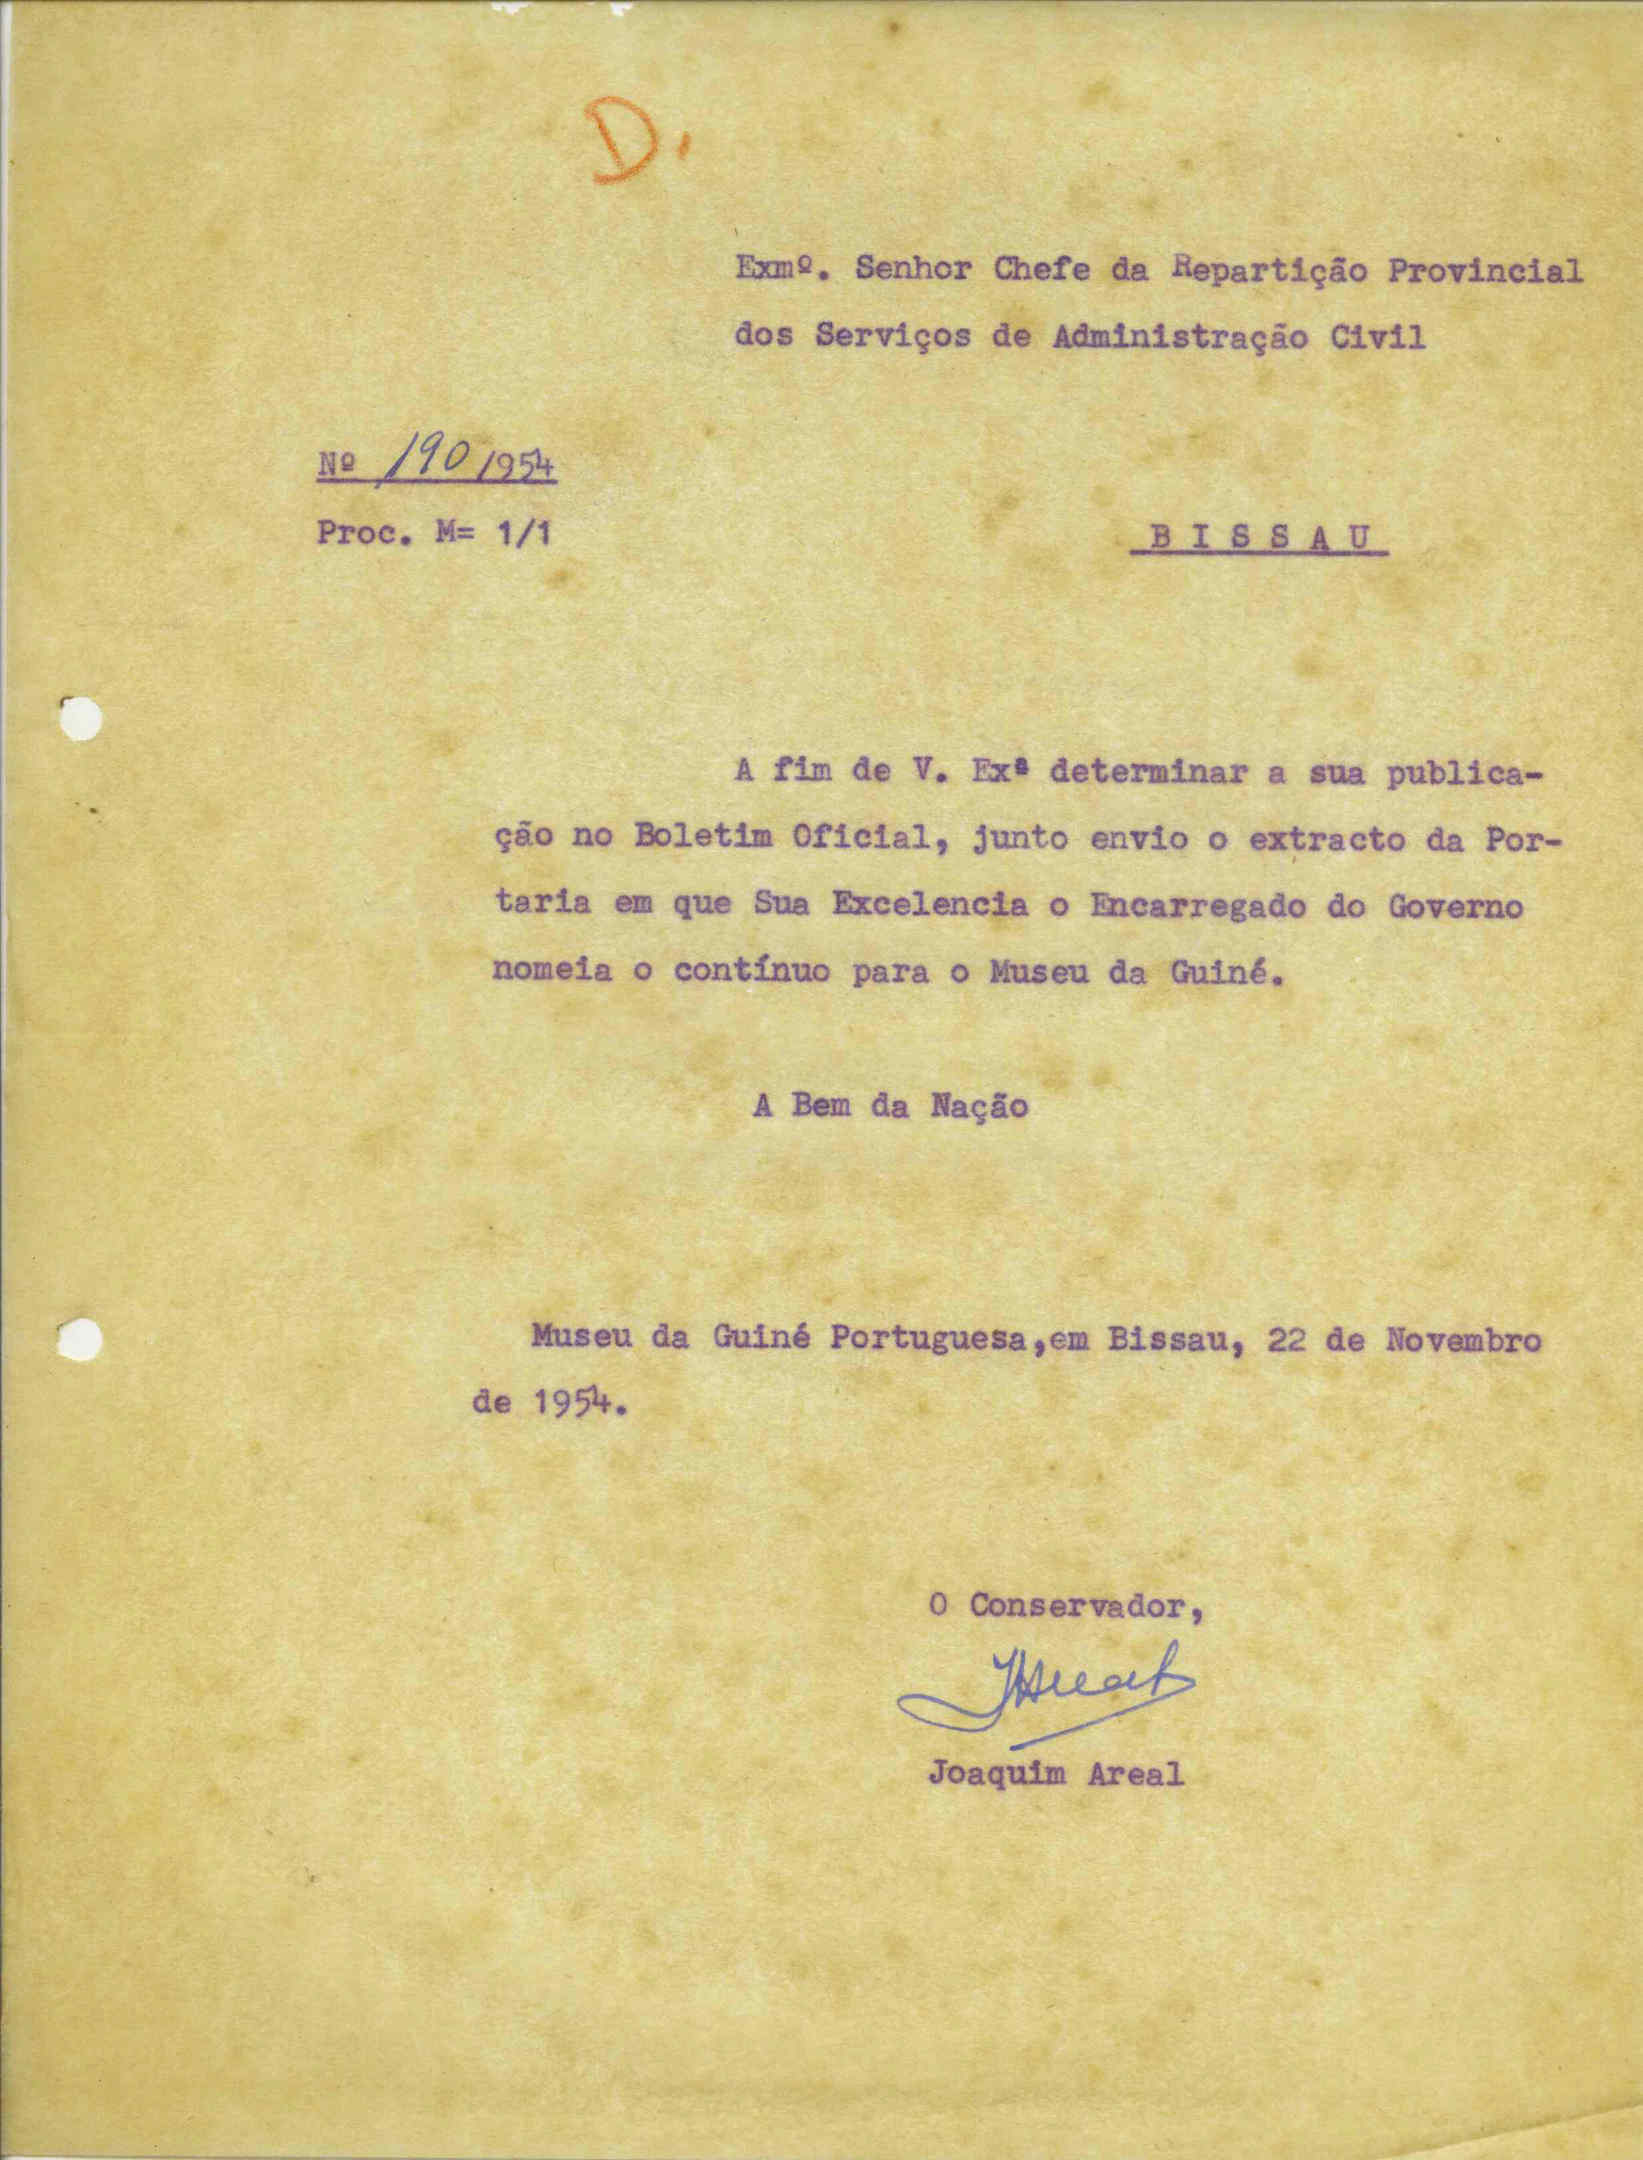 D.
Exmº. Senhor Chefe da Repartição Provincial
dos Serviços de Administração Civil
Nº 190/1954
Proc. M= 1/1
BISSAU
A fim de V. Exª determinar a sua publica-
ção no Boletim Oficial, junto envio o extracto da Por-
taria em que Sua Excelencia o Encarregado do Governo
nomeia o contínuo para o Museu da Guiné.
A Bem da Nação
Museu da Guiné Portuguesa,em Bissau, 22 de Novembro
de 1954.
O Conservador,
JAreal
Joaquim Areal